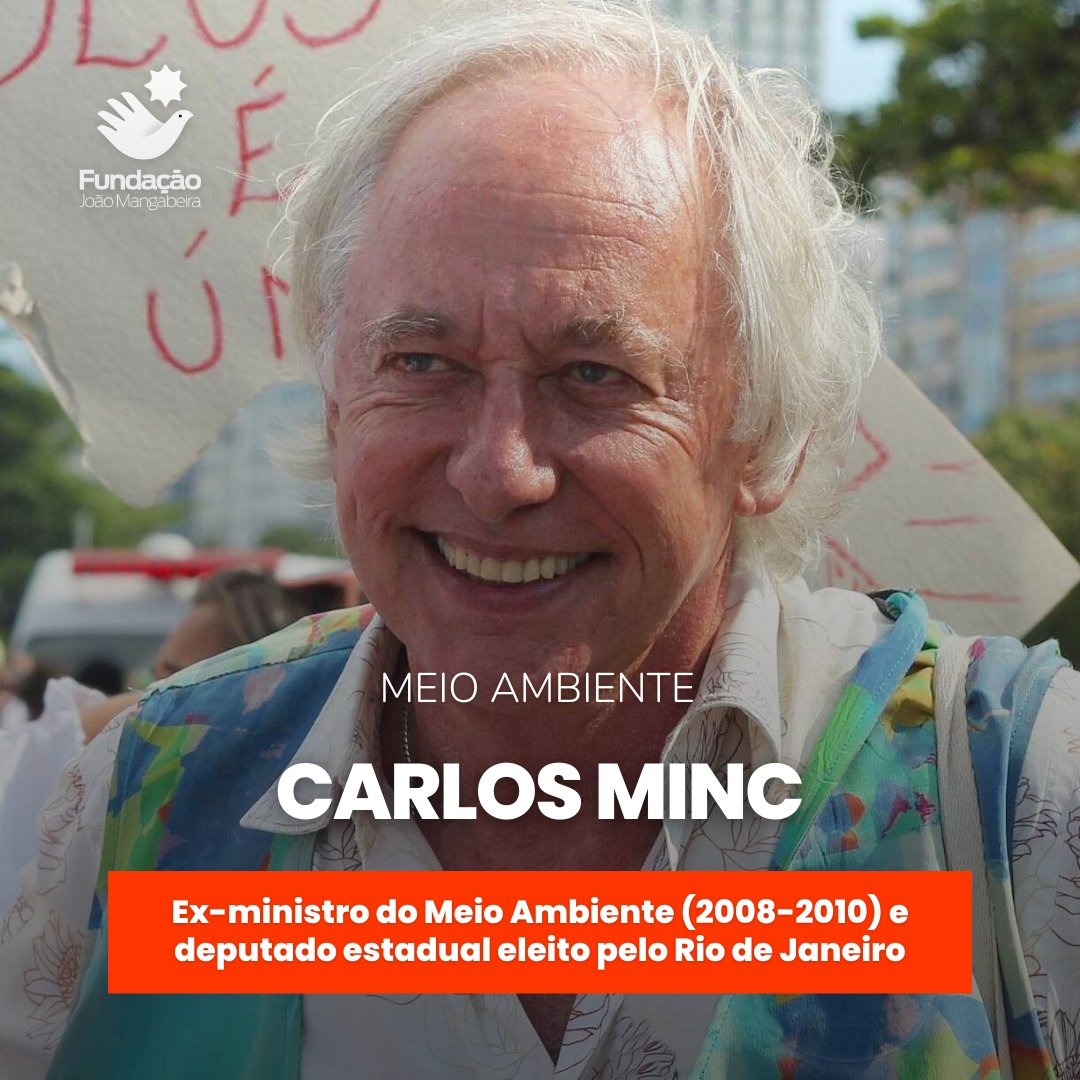 É
Fundação
João Mangabeira
MEIO AMBIENTE
CARLOS MINC
Ex-ministro do Meio Ambiente (2008-2010) e
deputado estadual eleito pelo Rio de Janeiro